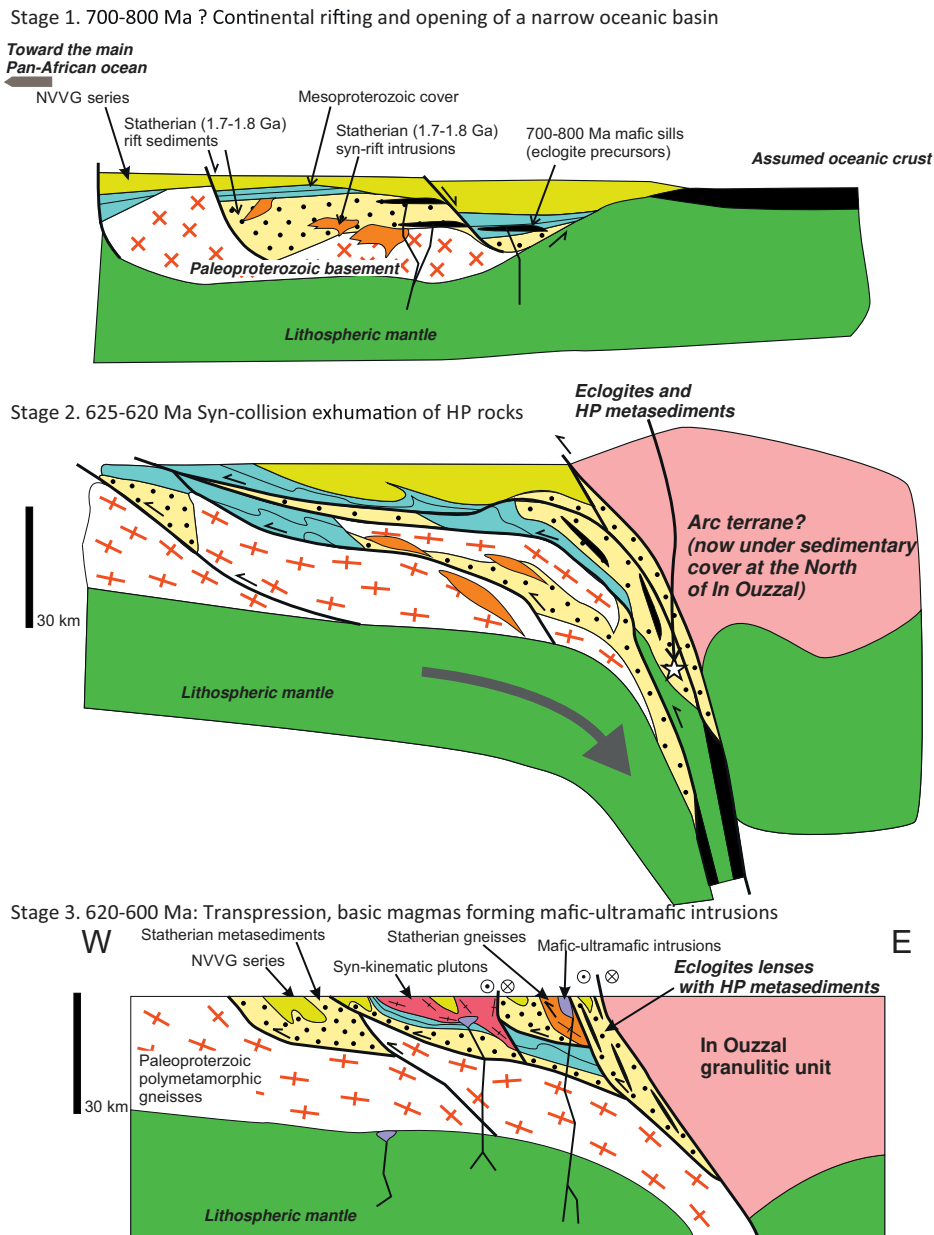 Stage 1. 700-800 Ma ? Continental rifting and opening of a narrow oceanic basin
Toward the main
Pan-African ocean
NVVG series
Mesoproterozoic cover
Statherian (1.7-1.8 Ga)
rift sediments
Statherian (1.7-1.8 Ga)
syn-rift intrusions
700-800 Ma mafic sills
(eclogite precursors)
Assumed oceanic crust
Paleoproterozoic basement
Lithospheric mantle
Stage 2. 625-620 Ma Syn-collision exhumation of HP rocks
Eclogites and
HP metasediments
Arc terrane?
(now under sedimentary
cover at the North
of In Ouzzal)
30 km
Lithospheric mantle
Stage 3. 620-600 Ma: Transpression, basic magmas forming mafic-ultramafic intrusions
W
E
Statherian metasediments
Statherian gneisses
NVVG series
Mafic-ultramafic intrusions
Syn-kinematic plutons
Eclogites lenses
with HP metasediments
In Ouzzal
granulitic unit
Paleoproterzoic
polymetamorphic
gneisses
30 km
Lithospheric mantle